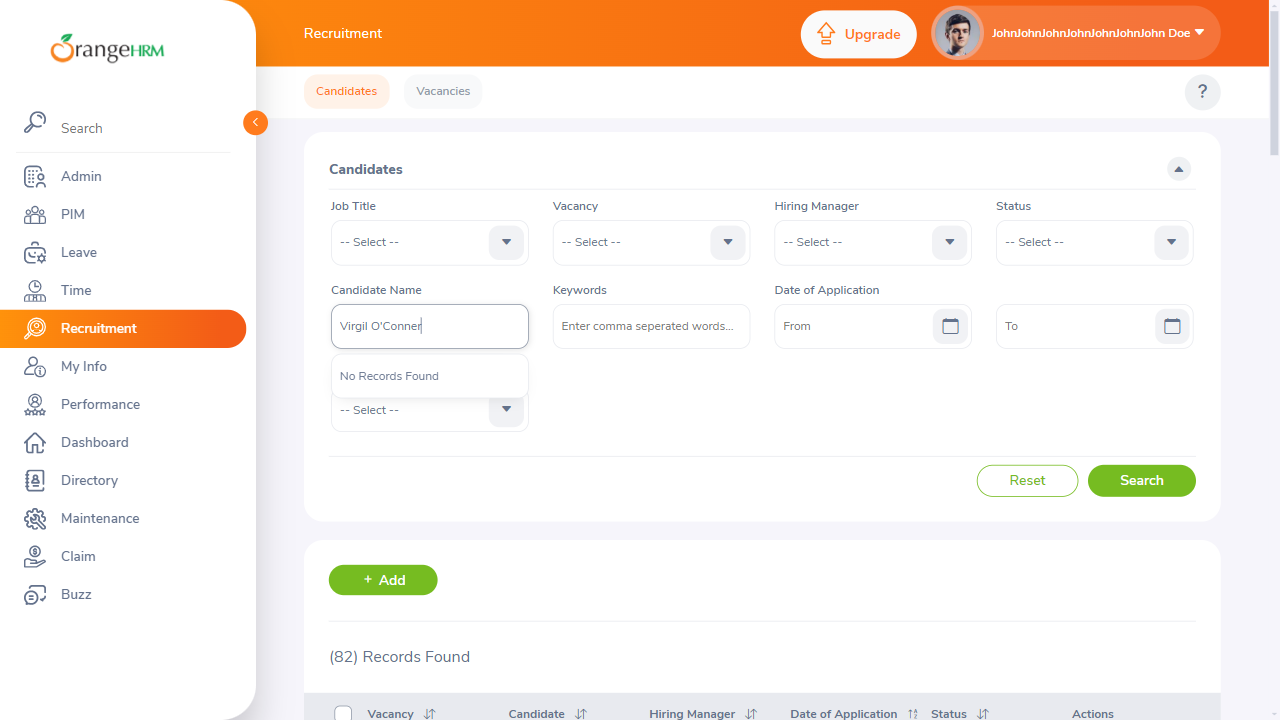 OrangeHRM
Search
Admin
PIM
Leave
Time
Recruitment
My Info
Performance
Dashboard
Directory
Maintenance
Claim
Buzz
Recruitment
Upgrade
JohnJohnJohnJohnJohnJohnJohn Doe
Candidates
Vacancies
?
Candidates
Job Title
Vacancy
Hiring Manager
Status
-- Select --
-- Select --
-- Select --
-- Select --
Candidate Name
Keywords
Date of Application
Virgil O'Conner
Enter comma seperated words...
From
To
No Records Found
-- Select --
Reset
Search
+ Add
(82) Records Found
Vacancy
Candidate
Hiring Manager
Date of Application
Status
Actions